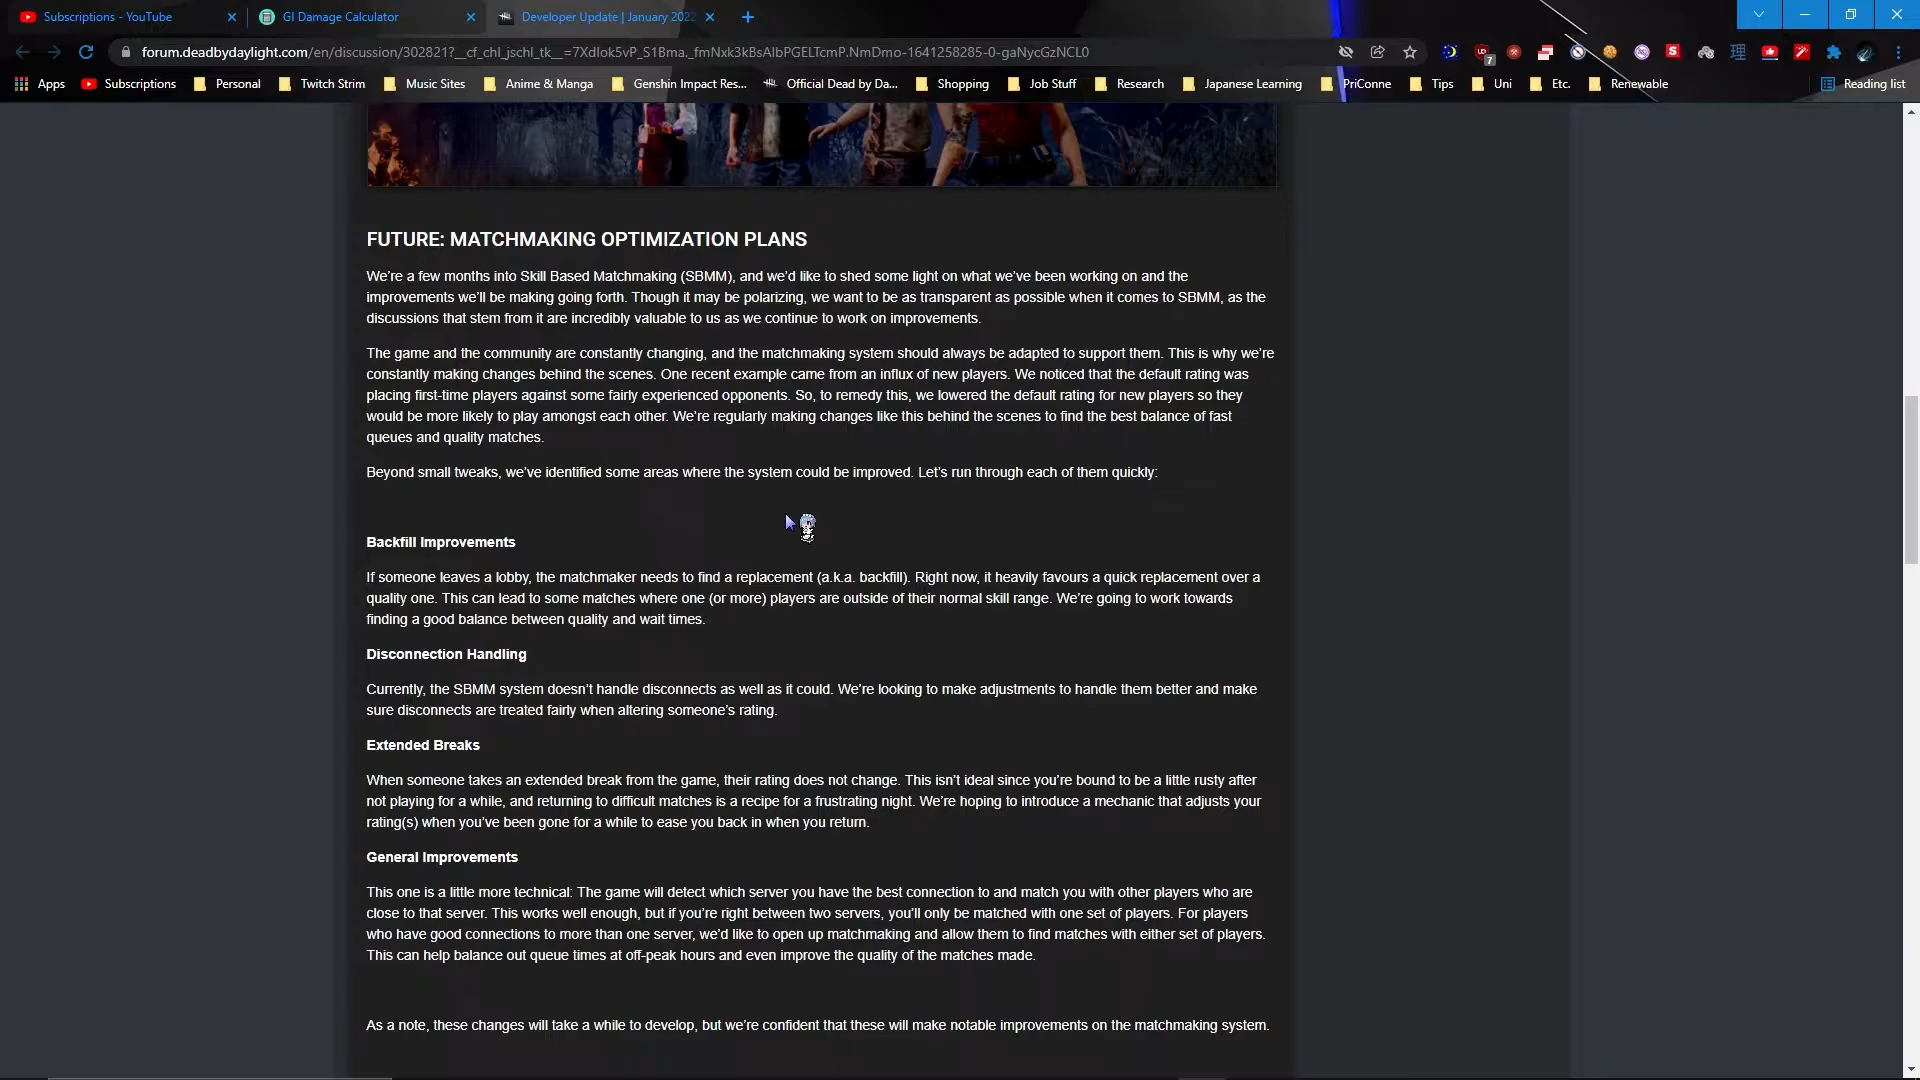 Subscriptions - YouTube
GI Damage Calculator
Developer Update | January 2022
forum.deadbydaylight.com/en/discussion/302821?__cf_chl_jschl_tk__=7XdIok5vP_S1Bma._fmNxk3kBsAIbPGELTcmP.NmDmo-1641258285-0-gaNycGzNCL0
7
Apps
Subscriptions
Personal
Twitch Strim
Music Sites
Anime & Manga
Genshin Impact Res...
Official Dead by Da...
Shopping
Job Stuff
Research
Japanese Learning
PriConne
Tips
Uni
Etc.
Renewable
Reading list
FUTURE: MATCHMAKING OPTIMIZATION PLANS
We're a few months into Skill Based Matchmaking (SBMM), and we'd like to shed some light on what we've been working on and the
improvements we'll be making going forth. Though it may be polarizing, we want to be as transparent as possible when it comes to SBMM, as the
discussions that stem from it are incredibly valuable to us as we continue to work on improvements.
The game and the community are constantly changing, and the matchmaking system should always be adapted to support them. This is why we're
constantly making changes behind the scenes. One recent example came from an influx of new players. We noticed that the default rating was
placing first-time players against some fairly experienced opponents. So, to remedy this, we lowered the default rating for new players so they
would be more likely to play amongst each other. We're regularly making changes like this behind the scenes to find the best balance of fast
queues and quality matches.
Beyond small tweaks, we've identified some areas where the system could be improved. Let's run through each of them quickly:
Backfill Improvements
If someone leaves a lobby, the matchmaker needs to find a replacement (a.k.a. backfill). Right now, it heavily favours a quick replacement over a
quality one. This can lead to some matches where one (or more) players are outside of their normal skill range. We're going to work towards
finding a good balance between quality and wait times.
Disconnection Handling
Currently, the SBMM system doesn't handle disconnects as well as it could. We're looking to make adjustments to handle them better and make
sure disconnects are treated fairly when altering someone's rating.
Extended Breaks
When someone takes an extended break from the game, their rating does not change. This isn't ideal since you're bound to be a little rusty after
not playing for a while, and returning to difficult matches is a recipe for a frustrating night. We're hoping to introduce a mechanic that adjusts your
rating(s) when you've been gone for a while to ease you back in when you return.
General Improvements
This one is a little more technical: The game will detect which server you have the best connection to and match you with other players who are
close to that server. This works well enough, but if you're right between two servers, you'll only be matched with one set of players. For players
who have good connections to more than one server, we'd like to open up matchmaking and allow them to find matches with either set of players.
This can help balance out queue times at off-peak hours and even improve the quality of the matches made.
As a note, these changes will take a while to develop, but we're confident that these will make notable improvements on the matchmaking system.